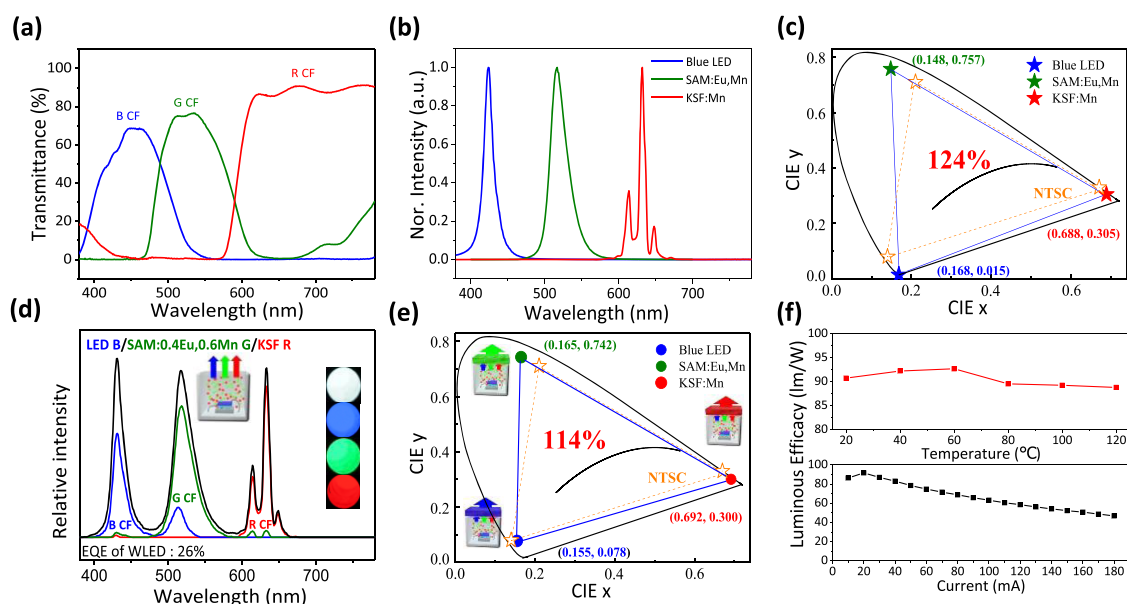 (a)
100
80
60
40
20
0
Transmittance (%)
B CF
G CF
R CF
400
500
600
700
Wavelength (nm)
(b)
Blue LED
SAM:Eu,Mn
KSF:Mn
1.0
0.8
0.6
0.4
0.2
0.0
Nor. Intensity (a.u.)
400
500
600
700
Wavelength (nm)
(c)
0.8
0.6
0.4
0.2
0.0
CIE y
(0.148, 0.757)
Blue LED
SAM:Eu,Mn
KSF:Mn
124%
NTSC
(0.688, 0.305)
(0.168, 0.015)
0.0
0.2
0.4
0.6
CIE x
(d)
LED B/SAM:0.4Eu,0.6Mn G/KSF R
Relative intensity
G CF
B CF
R CF
EQE of WLED : 26%
400
500
600
700
Wavelength (nm)
(e)
0.8
0.6
0.4
0.2
0.0
CIE y
(0.165, 0.742)
Blue LED
SAM:Eu,Mn
KSF:Mn
114%
NTSC
(0.692, 0.300)
(0.155, 0.078)
0.0
0.2
0.4
0.6
CIE x
(f)
Luminous Efficacy (lm/W)
100
95
90
85
80
20
40
60
80
100
120
Temperature (℃)
100
80
60
40
20
0
0
20
40
60
80
100
120
140
160
180
Current (mA)